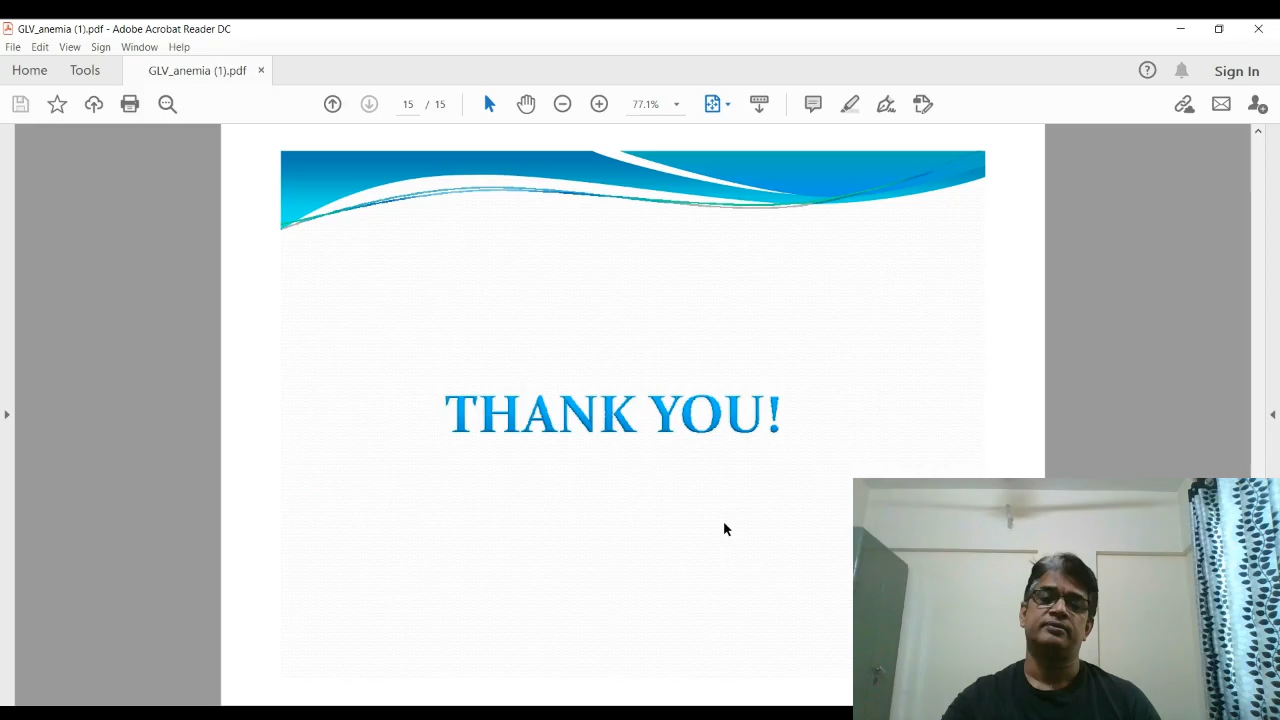 GLV_anemia (1).pdf - Adobe Acrobat Reader DC
File Edit View Sign Window Help
Home Tools GLV_anemia (1).pdf × Sign In
15 / 15 77.1%
THANK YOU!